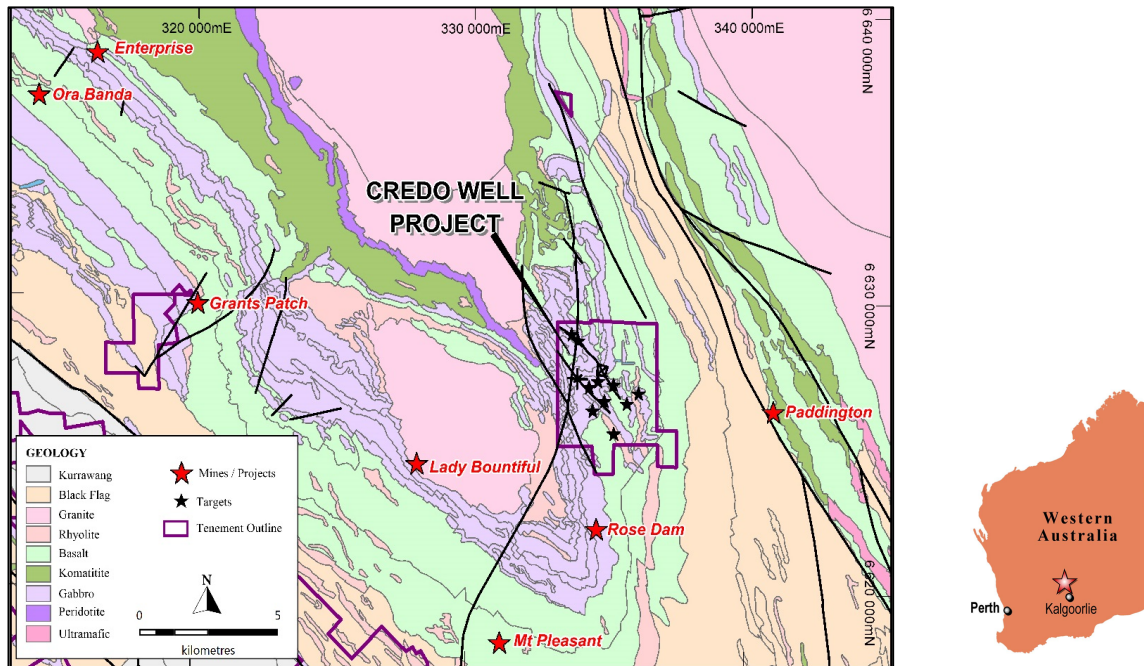 320 000mE
330 000mE
340 000mE
6 640 000mN
Enterprise
Ora Banda
CREDO WELL
PROJECT
6 630 000mN
Grants Patch
Paddington
Lady Bountiful
Rose Dam
6 620 000mN
Mt Pleasant
GEOLOGY
Kurrawang
Black Flag
Granite
Rhyolite
Basalt
Komatitite
Gabbro
Peridotite
Ultramafic
Mines / Projects
Targets
Tenement Outline
N
0 5
kilometres
Western
Australia
Perth
Kalgoorlie